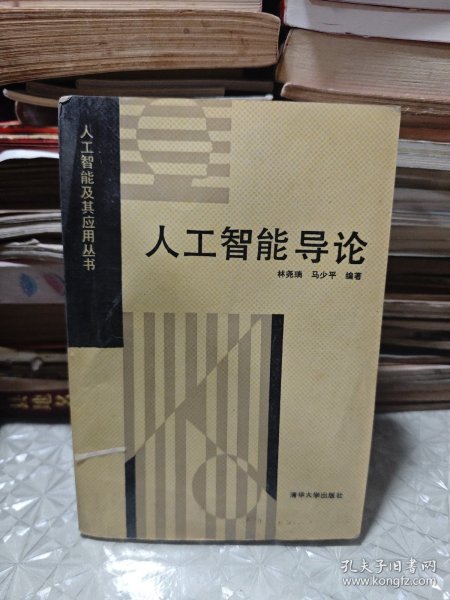 人工智能及其应用丛书
人工智能导论
林尧瑞 马少平 编著
清华大学出版社
孔夫子旧书网
www.kongfz.com